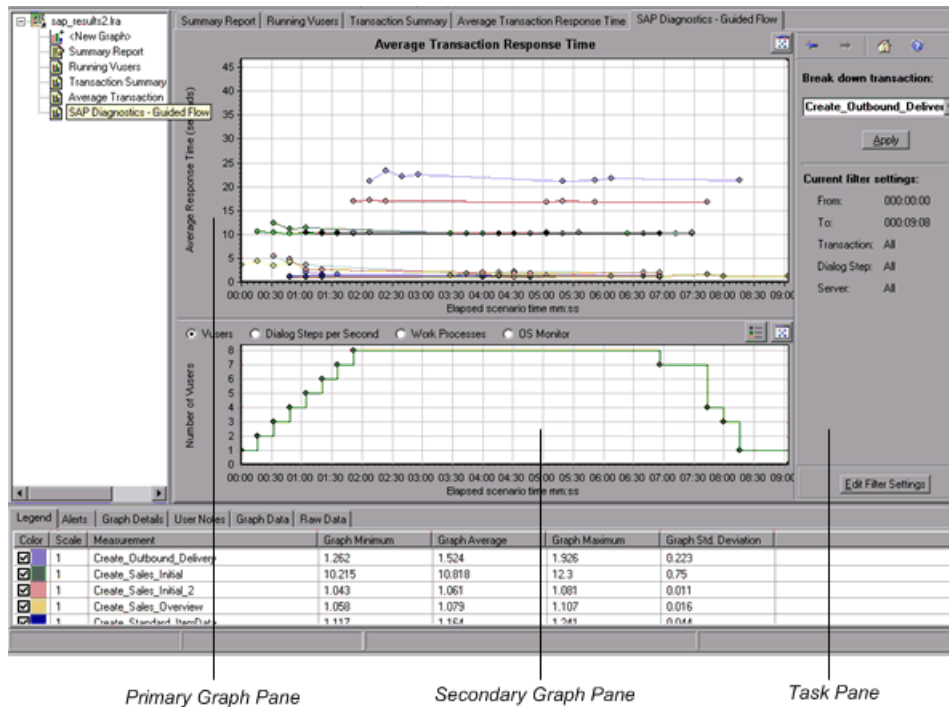 sap_results2.lra
<New Graph>
Summary Report
Running Vusers
Transaction Summary
Average Transaction
SAP Diagnostics - Guided Flow
Summary Report Running Vusers Transaction Summary Average Transaction Response Time SAP Diagnostics - Guided Flow
Average Transaction Response Time
Average Response Time (seconds)
45
40
35
30
25
20
15
10
5
0
00:00 00:30 01:00 01:30 02:00 02:30 03:00 03:30 04:00 04:30 05:00 05:30 06:00 06:30 07:00 07:30 08:00 08:30 09:00
Elapsed scenario time mm:ss
Vusers Dialog Steps per Second Work Processes OS Monitor
Number of Vusers
8
7
6
5
4
3
2
1
0
00:00 00:30 01:00 01:30 02:00 02:30 03:00 03:30 04:00 04:30 05:00 05:30 06:00 06:30 07:00 07:30 08:00 08:30 09:00
Elapsed scenario time mm:ss
Break down transaction:
Create_Outbound_Deliver
Apply
Current filter settings:
From: 000:00:00
To: 000:09:08
Transaction: All
Dialog Step: All
Server: All
Edit Filter Settings
Legend Alerts Graph Details User Notes Graph Data Raw Data
Color Scale Measurement Graph Minimum Graph Average Graph Maximum Graph Std. Deviation
1 Create_Outbound_Delivery 1.262 1.524 1.926 0.223
1 Create_Sales_Initial 10.215 10.818 12.3 0.75
1 Create_Sales_Initial_2 1.043 1.061 1.081 0.011
1 Create_Sales_Overview 1.058 1.079 1.107 0.016
1 Create_Standard_ItemData 1.117 1.164 1.241 0.044
Primary Graph Pane
Secondary Graph Pane
Task Pane